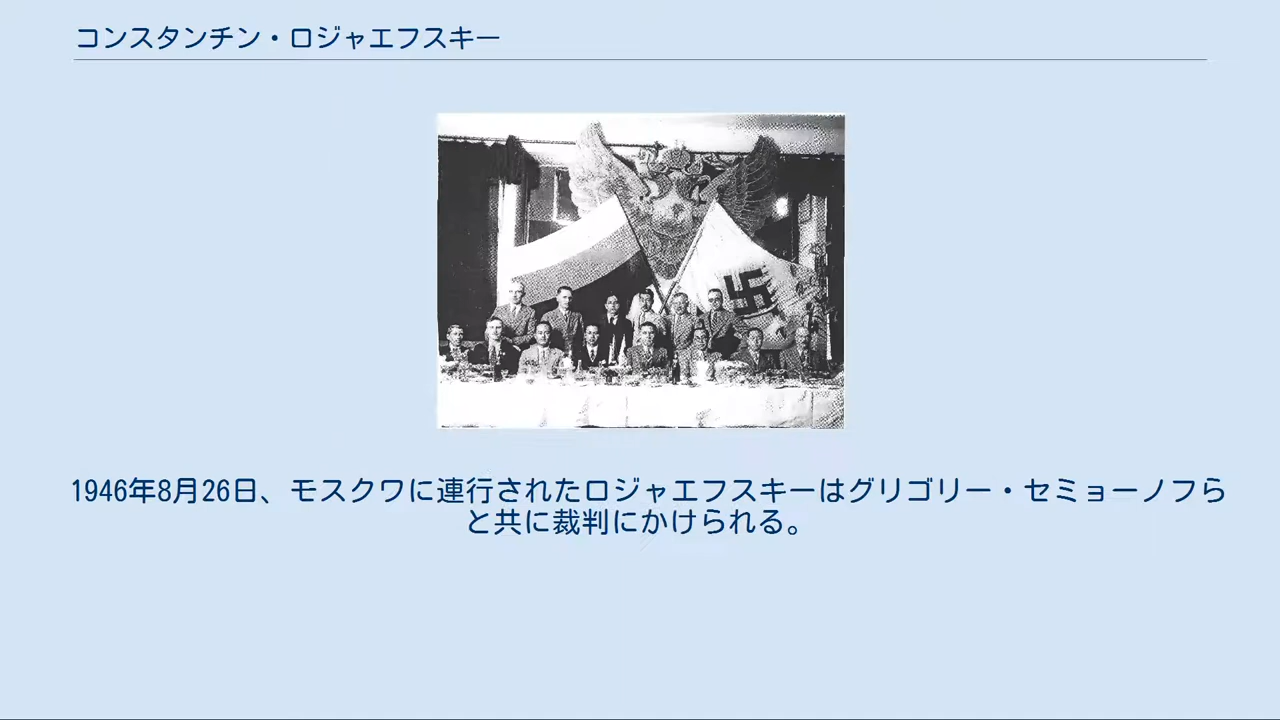 コンスタンチン・ロジャエフスキー
1946年8月26日、モスクワに連行されたロジャエフスキーはグリゴリー・セミョーノフら
と共に裁判にかけられる。